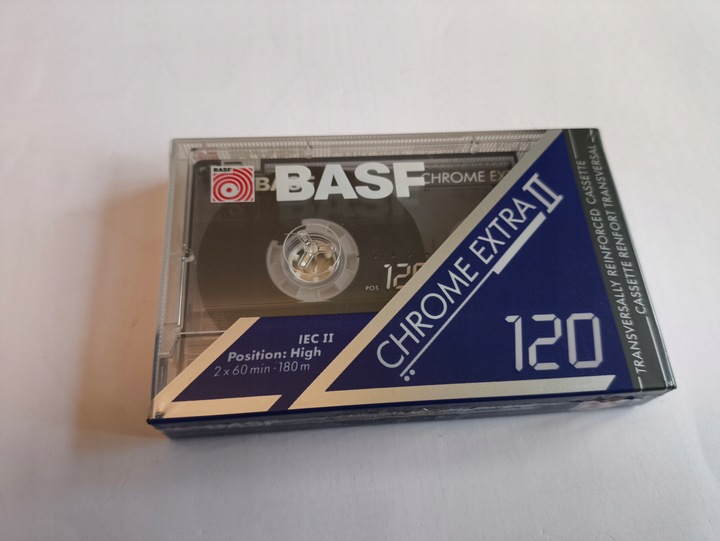 BASF
BASF
CHROME EX
CHROME EXTRA II
POS 120
IEC II
Position: High
2 x 60 min · 180 m
120
TRANSVERSALLY REINFORCED CASSETTE
CASSETTE RENFORT TRANSVERSAL
BASF